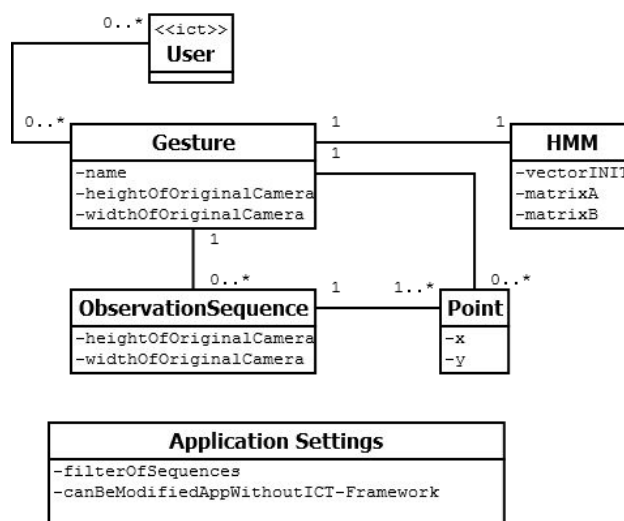 0..*
<<ict>>
User
0..*
Gesture
-name
-heightOfOriginalCamera
-widthOfOriginalCamera
1
1
1
HMM
-vectorINIT
-matrixA
-matrixB
1
0..*
ObservationSequence
-heightOfOriginalCamera
-widthOfOriginalCamera
1
1..*
0..*
Point
-x
-y
Application Settings
-filterOfSequences
-canBeModifiedAppWithoutICT-Framework